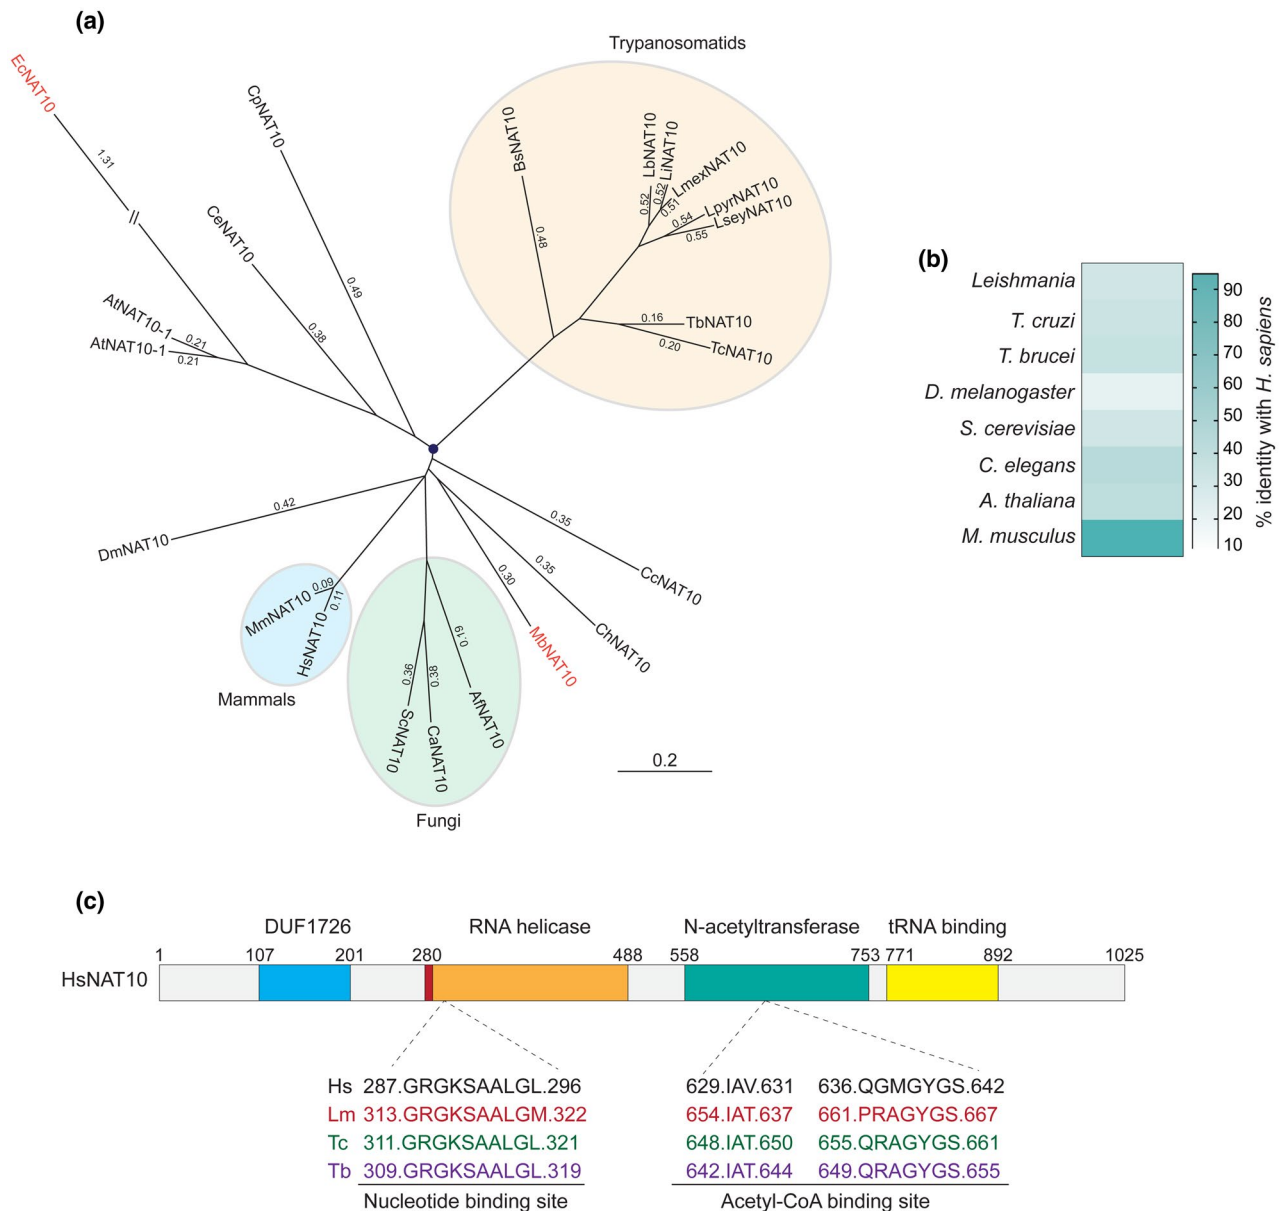 (a)
Trypanosomatids
EcNAT10
1.31
//
CpNAT10
0.49
CeNAT10
0.38
AtNAT10-1
0.21
AtNAT10-1
0.21
BsNAT10
0.48
LbNAT10
0.52
LiNAT10
0.52
LmexNAT10
0.51
LpyrNAT10
0.54
LseyNAT10
0.55
TbNAT10
0.16
TcNAT10
0.20
DmNAT10
0.42
MmNAT10
0.09
HsNAT10
0.11
Mammals
ScNAT10
0.36
CaNAT10
0.38
AfNAT10
0.19
Fungi
MbNAT10
0.30
ChNAT10
0.35
CcNAT10
0.35
0.2
(b)
Leishmania
T. cruzi
T. brucei
D. melanogaster
S. cerevisiae
C. elegans
A. thaliana
M. musculus
90
80
70
60
50
40
30
20
10
% identity with H. sapiens
(c)
DUF1726 RNA helicase N-acetyltransferase tRNA binding
1 107 201 280 488 558 753 771 892 1025
HsNAT10
Hs 287.GRGKSAALGL.296 629.IAV.631 636.QGMGYGS.642
Lm 313.GRGKSAALGM.322 654.IAT.637 661.PRAGYGS.667
Tc 311.GRGKSAALGL.321 648.IAT.650 655.QRAGYGS.661
Tb 309.GRGKSAALGL.319 642.IAT.644 649.QRAGYGS.655
Nucleotide binding site Acetyl-CoA binding site